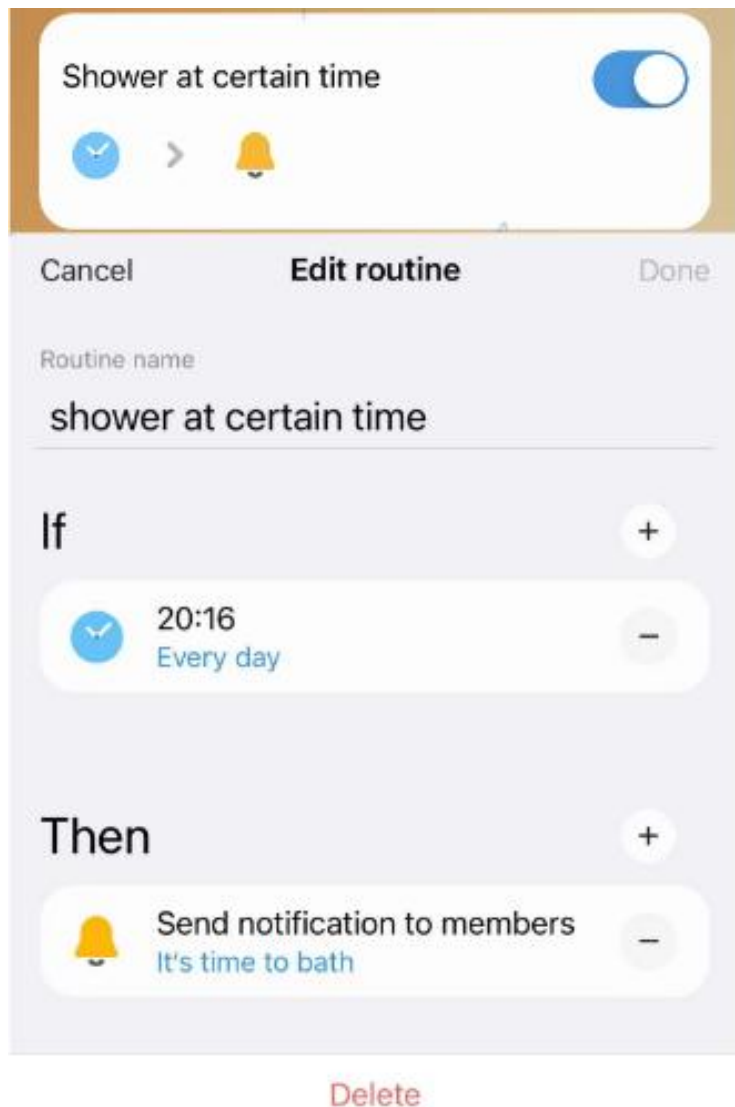 Shower at certain time
Cancel Edit routine Done
Routine name
shower at certain time
If +
20:16
Every day −
Then +
Send notification to members
It's time to bath −
Delete